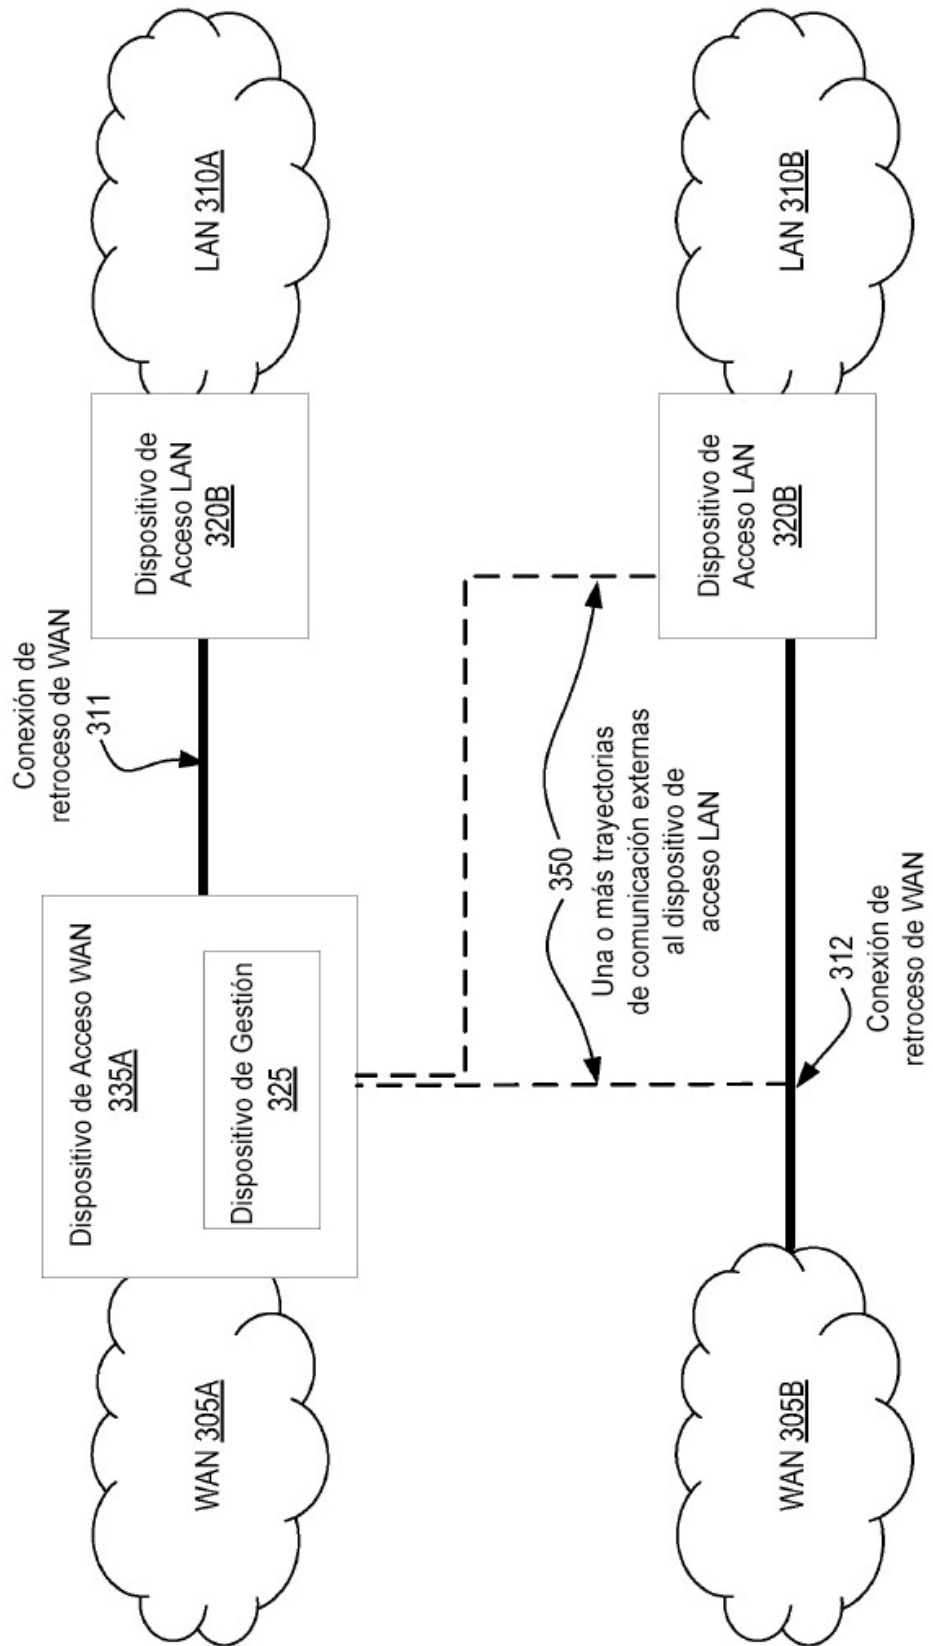 WAN 305A
Dispositivo de Acceso WAN
335A
Dispositivo de Gestión
325
Conexión de
retroceso de WAN
311
Dispositivo de
Acceso LAN
320B
LAN 310A
350
Una o más trayectorias
de comunicación externas
al dispositivo de
acceso LAN
WAN 305B
312
Conexión de
retroceso de WAN
Dispositivo de
Acceso LAN
320B
LAN 310B